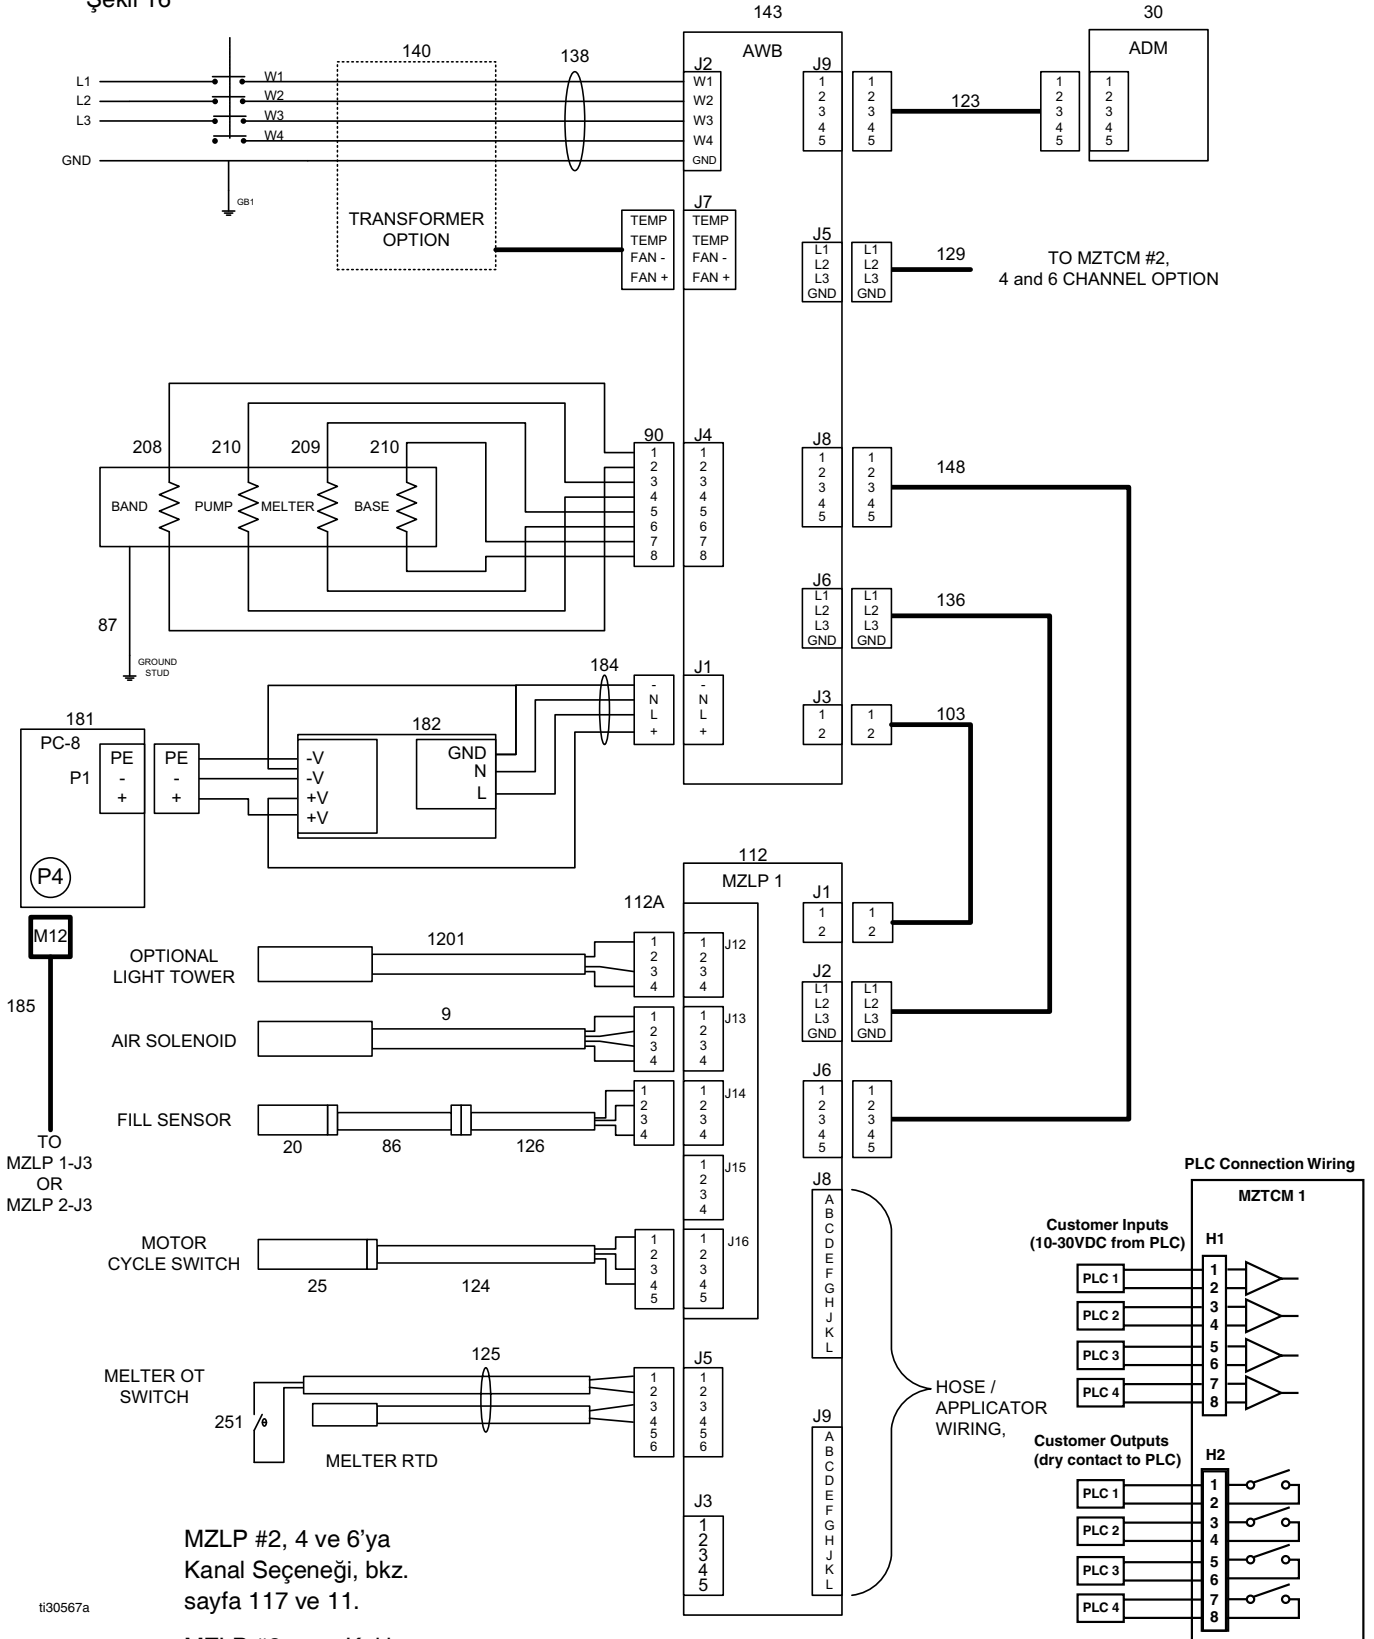 Şekil 16
143
30
AWB
ADM
140
138
L1
L2
L3
GND
W1
W2
W3
W4
GB1
J2
W1
W2
W3
W4
GND
J9
1
2
3
4
5
1
2
3
4
5
123
1
2
3
4
5
1
2
3
4
5
TRANSFORMER
OPTION
TEMP
TEMP
FAN -
FAN +
J7
TEMP
TEMP
FAN -
FAN +
J5
L1
L2
L3
GND
L1
L2
L3
GND
129
TO MZTCM #2,
4 and 6 CHANNEL OPTION
208
210
209
210
BAND
PUMP
MELTER
BASE
87
GROUND
STUD
90
1
2
3
4
5
6
7
8
J4
1
2
3
4
5
6
7
8
J8
1
2
3
4
5
1
2
3
4
5
148
J6
L1
L2
L3
GND
L1
L2
L3
GND
136
184
-
N
L
+
J1
-
N
L
+
J3
1
2
1
2
103
181
PC-8
P1
PE
-
+
PE
-
+
182
-V
-V
+V
+V
GND
N
L
P4
M12
185
TO
MZLP 1-J3
OR
MZLP 2-J3
112
MZLP 1
112A
OPTIONAL
LIGHT TOWER
1201
1
2
3
4
1
2
3
4
J12
AIR SOLENOID
9
1
2
3
4
1
2
3
4
J13
FILL SENSOR
20
86
126
1
2
3
4
1
2
3
4
J14
1
2
3
4
J15
MOTOR
CYCLE SWITCH
25
124
1
2
3
4
5
1
2
3
4
5
J16
MELTER OT
SWITCH
251
125
MELTER RTD
1
2
3
4
5
6
J5
1
2
3
4
5
6
J3
1
2
3
4
5
J1
1
2
1
2
J2
L1
L2
L3
GND
L1
L2
L3
GND
J6
1
2
3
4
5
1
2
3
4
5
J8
A
B
C
D
E
F
G
H
J
K
L
J9
A
B
C
D
E
F
G
H
J
K
L
HOSE /
APPLICATOR
WIRING,
PLC Connection Wiring
MZTCM 1
Customer Inputs
(10-30VDC from PLC)
H1
PLC 1
PLC 2
PLC 3
PLC 4
1
2
3
4
5
6
7
8
Customer Outputs
(dry contact to PLC)
H2
PLC 1
PLC 2
PLC 3
PLC 4
1
2
3
4
5
6
7
8
MZLP #2, 4 ve 6’ya
Kanal Seçeneği, bkz.
sayfa 117 ve 11.
ti30567a